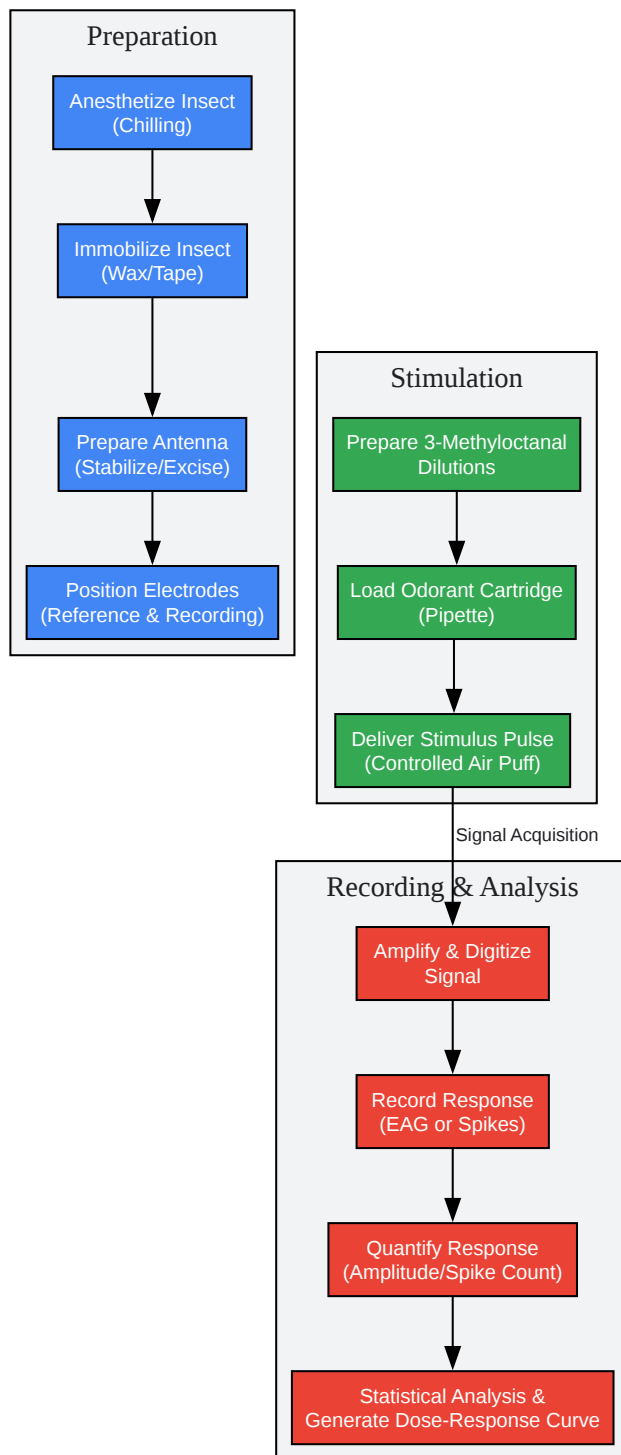 Preparation
Anesthetize Insect
(Chilling)
Immobilize Insect
(Wax/Tape)
Prepare Antenna
(Stabilize/Excise)
Position Electrodes
(Reference & Recording)
Stimulation
Prepare 3-Methyloctanal
Dilutions
Load Odorant Cartridge
(Pipette)
Deliver Stimulus Pulse
(Controlled Air Puff)
Signal Acquisition
Recording & Analysis
Amplify & Digitize
Signal
Record Response
(EAG or Spikes)
Quantify Response
(Amplitude/Spike Count)
Statistical Analysis &
Generate Dose-Response Curve